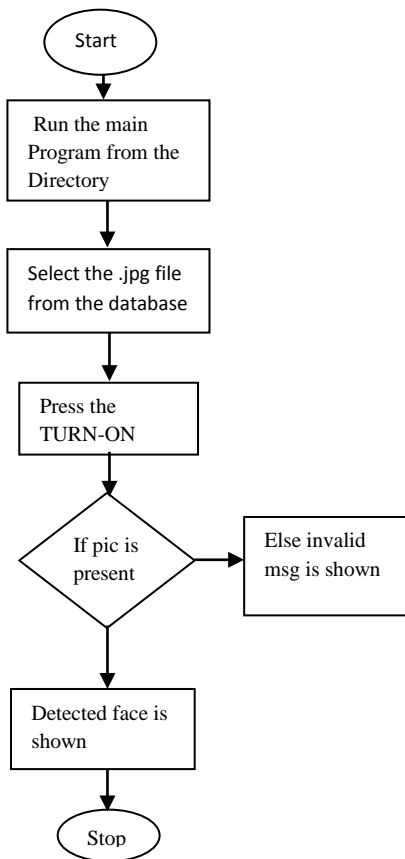 Start
Run the main
Program from the
Directory
Select the .jpg file
from the database
Press the
TURN-ON
If pic is
present
Else invalid
msg is shown
Detected face is
shown
Stop